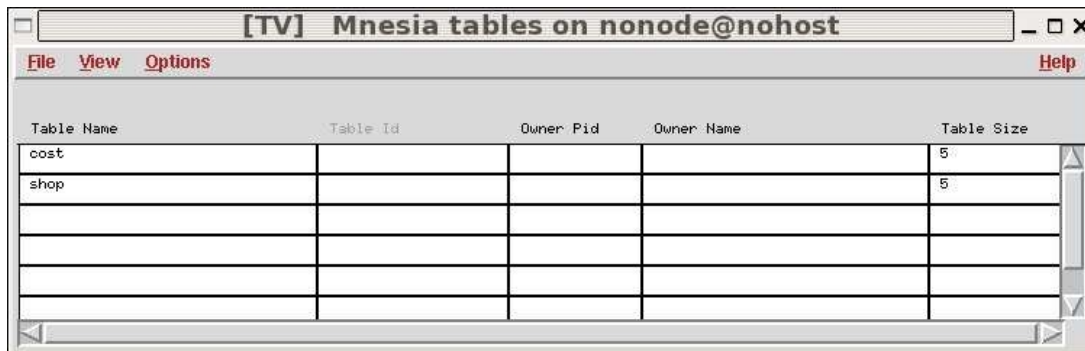 [TV] Mnesia tables on nonode@nohost
File View Options Help
Table Name Table Id Owner Pid Owner Name Table Size
cost 5
shop 5